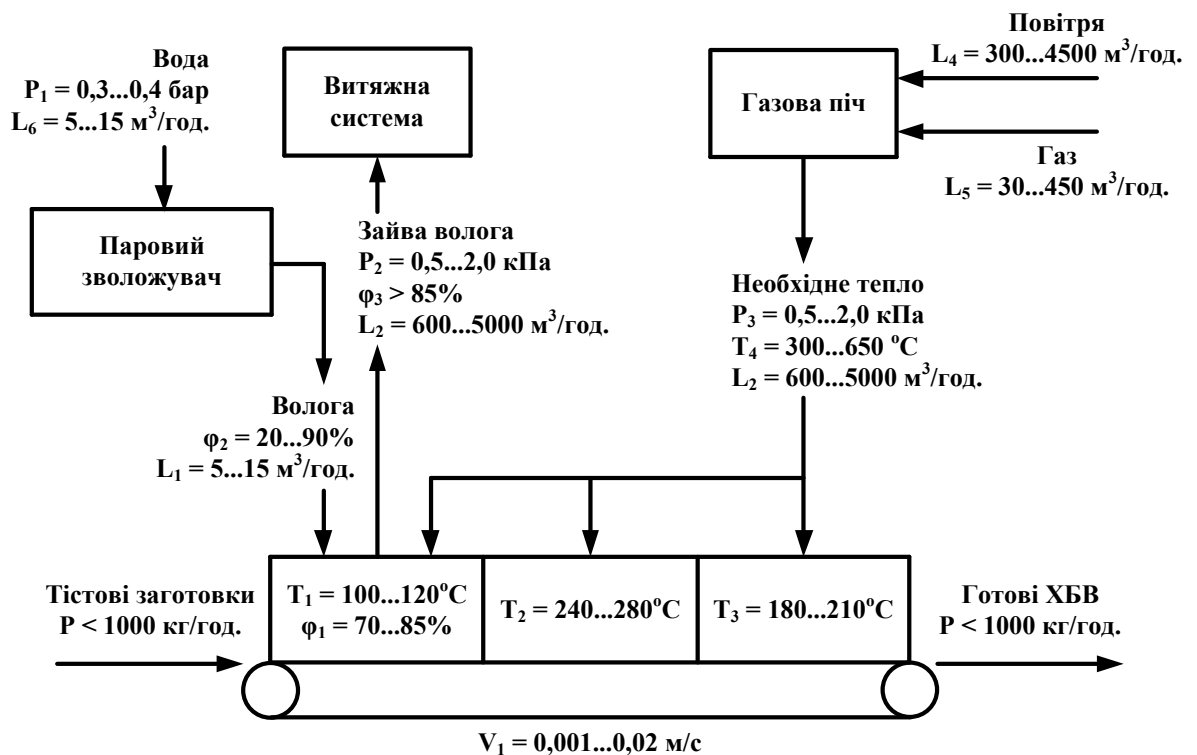 Вода
P₁ = 0,3...0,4 бар
L₆ = 5...15 м³/год.
Витяжна
система
Газова піч
Повітря
L₄ = 300...4500 м³/год.
Газ
L₅ = 30...450 м³/год.
Паровий
зволожувач
Зайва волога
P₂ = 0,5...2,0 кПа
φ₃ > 85%
L₂ = 600...5000 м³/год.
Необхідне тепло
P₃ = 0,5...2,0 кПа
T₄ = 300...650 °C
L₂ = 600...5000 м³/год.
Волога
φ₂ = 20...90%
L₁ = 5...15 м³/год.
Тістові заготовки
P < 1000 кг/год.
T₁ = 100...120°C
φ₁ = 70...85%
T₂ = 240...280°C
T₃ = 180...210°C
Готові ХБВ
P < 1000 кг/год.
V₁ = 0,001...0,02 м/с